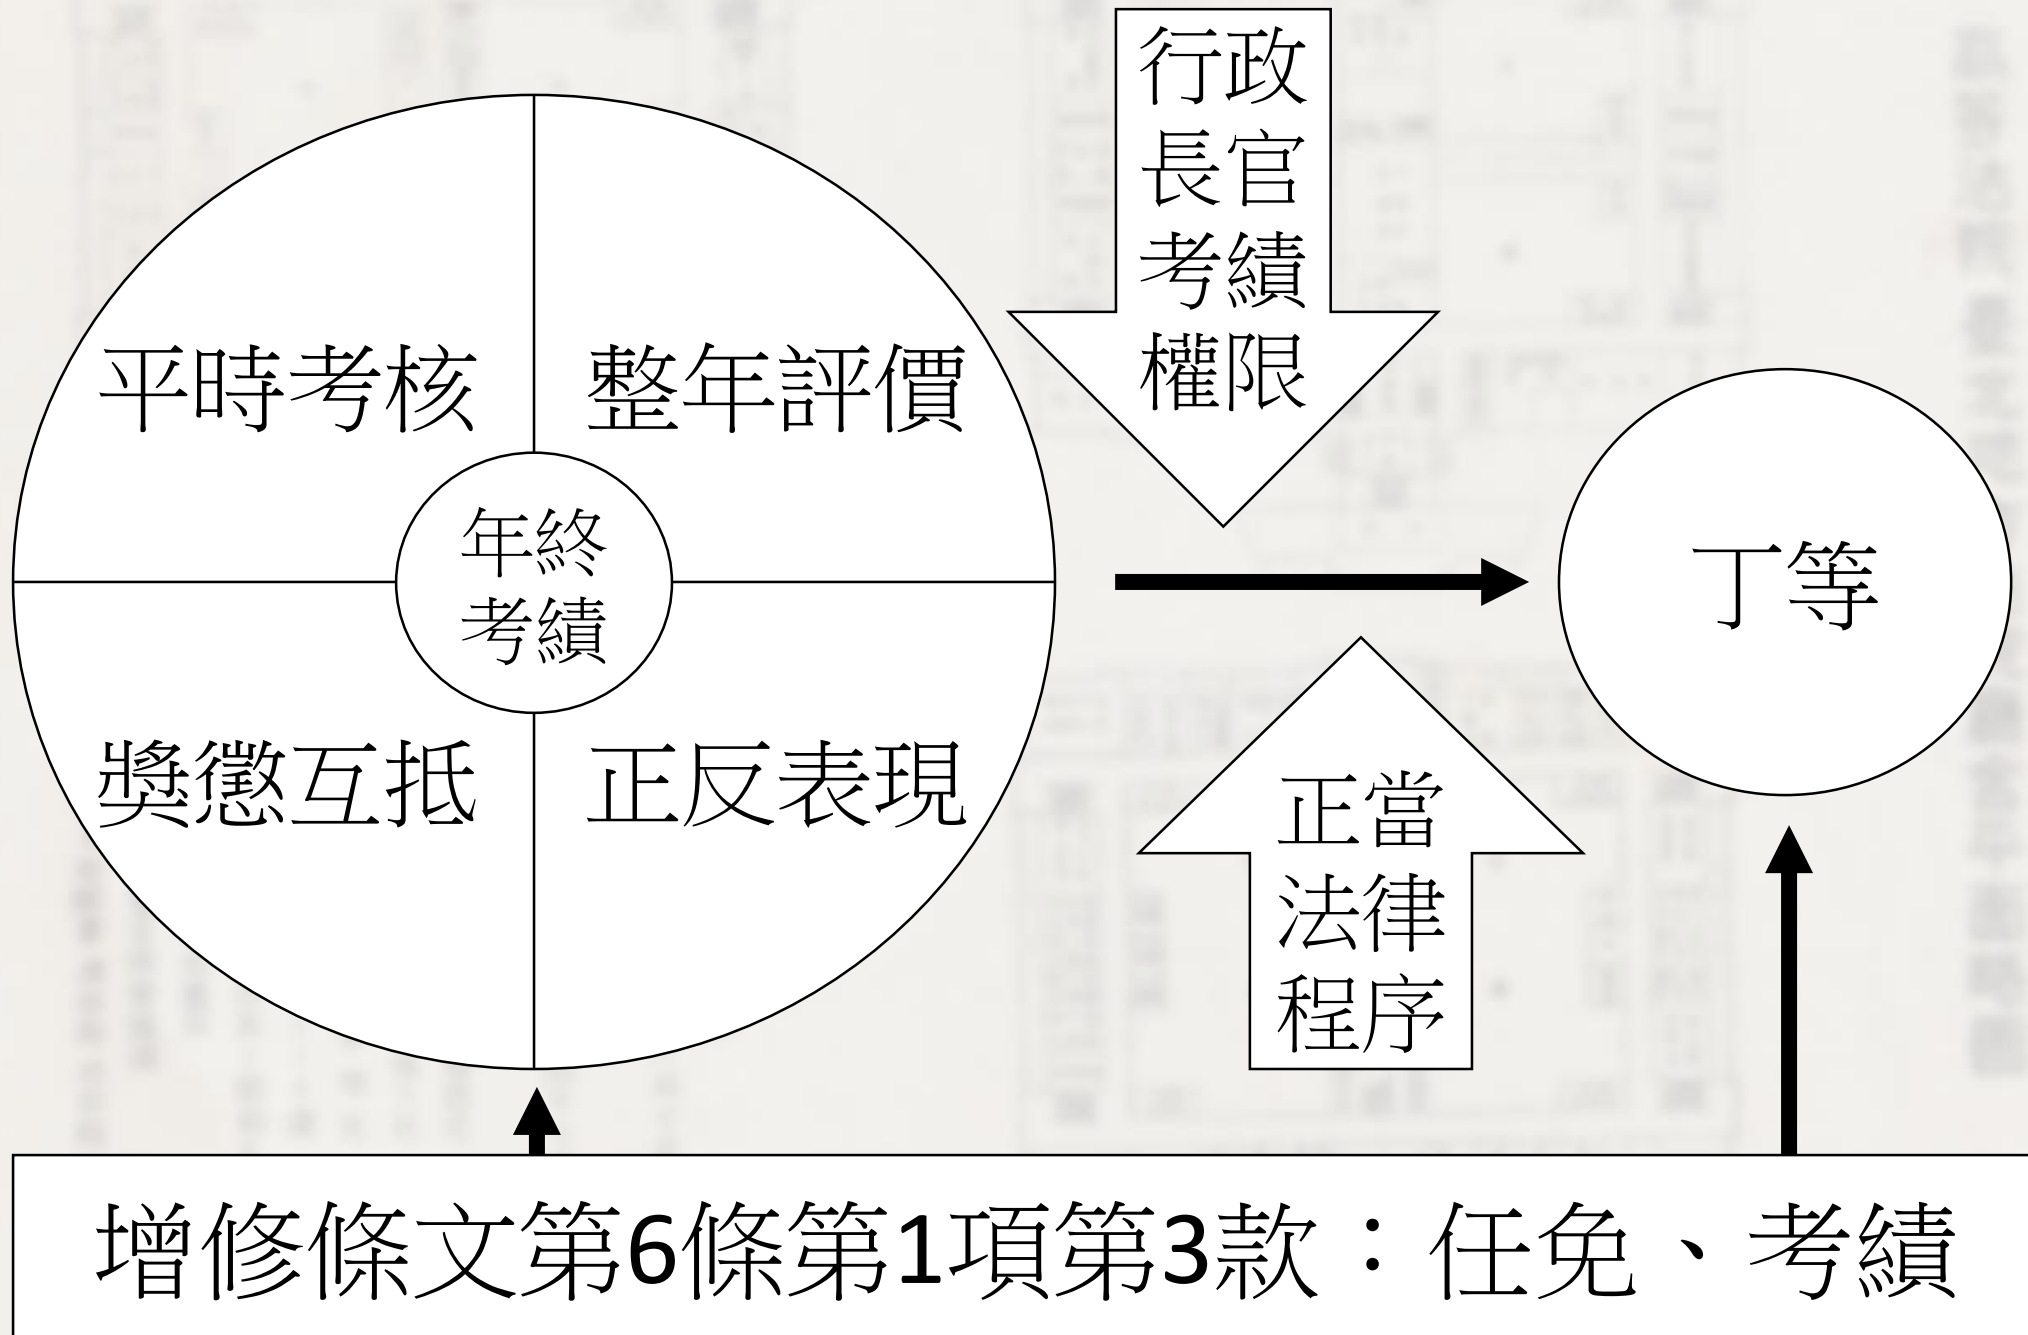 平時考核
整年評價
年終
考績
獎懲互抵
正反表現
行政
長官
考績
權限
正當
法律
程序
丁等
增修條文第6條第1項第3款：任免、考績